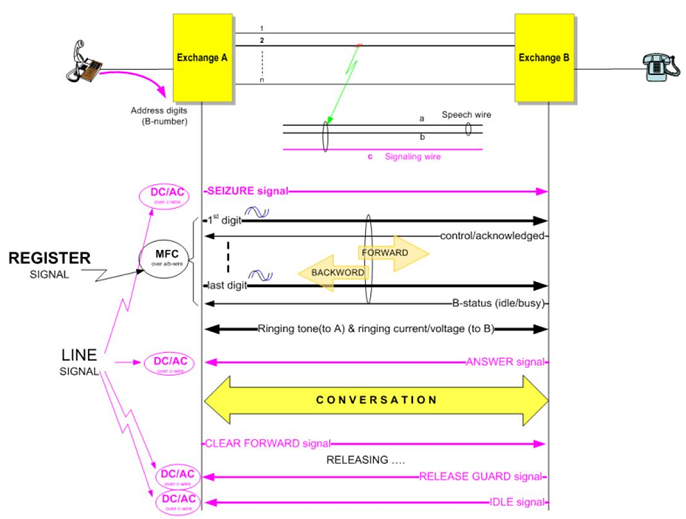 1
Exchange A
2
Exchange B
n
Address digits
(B-number)
a
Speech wire
b
c Signaling wire
DC/AC
over c-wire
SEIZURE signal
1st digit
control/acknowledged
MFC
over a/b-wire
FORWARD
REGISTER
SIGNAL
BACKWORD
last digit
B-status (idle/busy)
Ringing tone(to A) & ringing current/voltage (to B)
LINE
SIGNAL
DC/AC
over c-wire
ANSWER signal
CONVERSATION
CLEAR FORWARD signal
RELEASING ....
DC/AC
over c-wire
RELEASE GUARD signal
DC/AC
over c-wire
IDLE signal